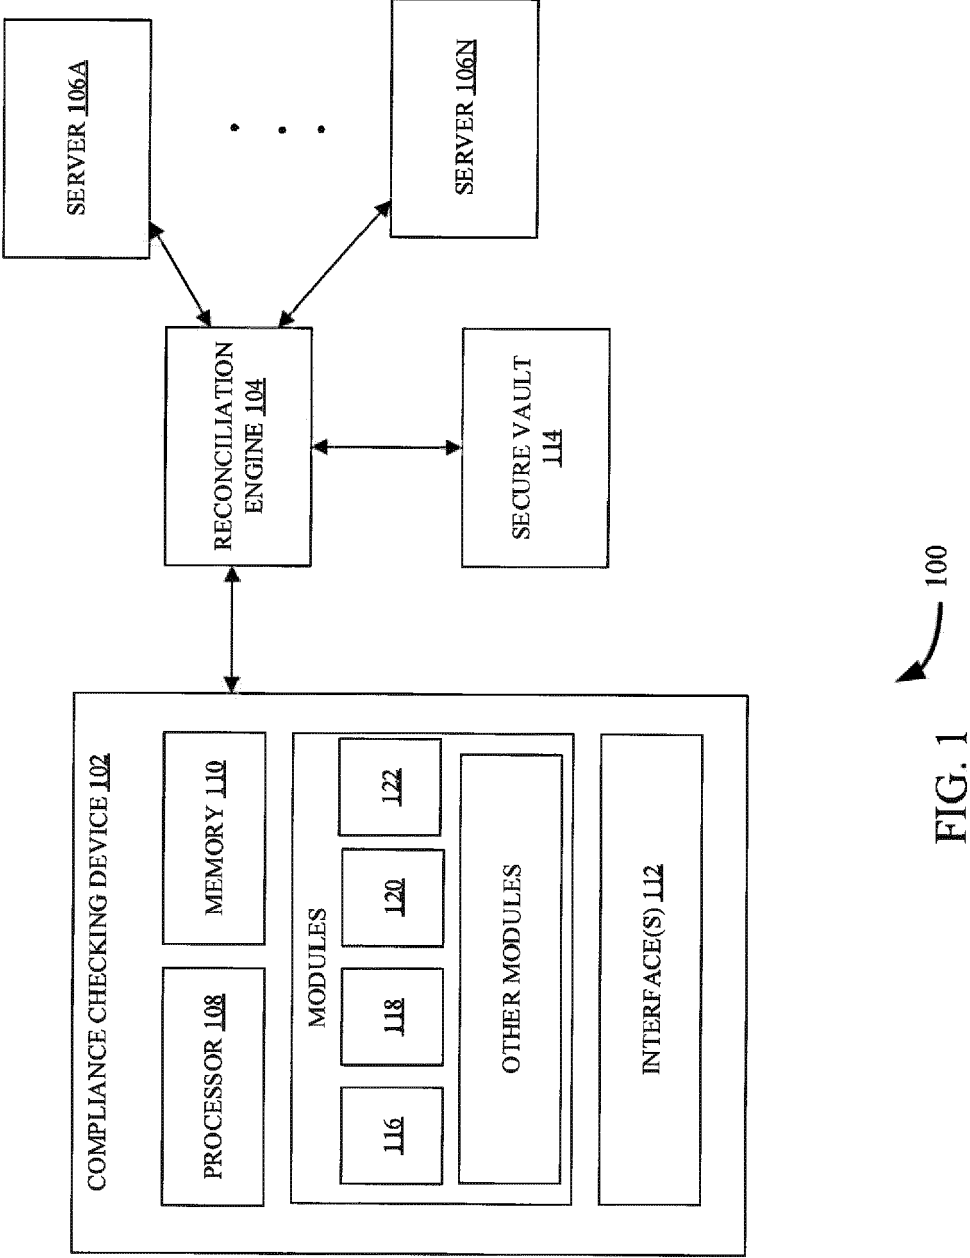 COMPLIANCE CHECKING DEVICE 102
PROCESSOR 108
MEMORY 110
MODULES
116
118
120
122
OTHER MODULES
INTERFACE(S) 112
RECONCILIATION
ENGINE 104
SECURE VAULT
114
SERVER 106A
SERVER 106N
100
FIG. 1